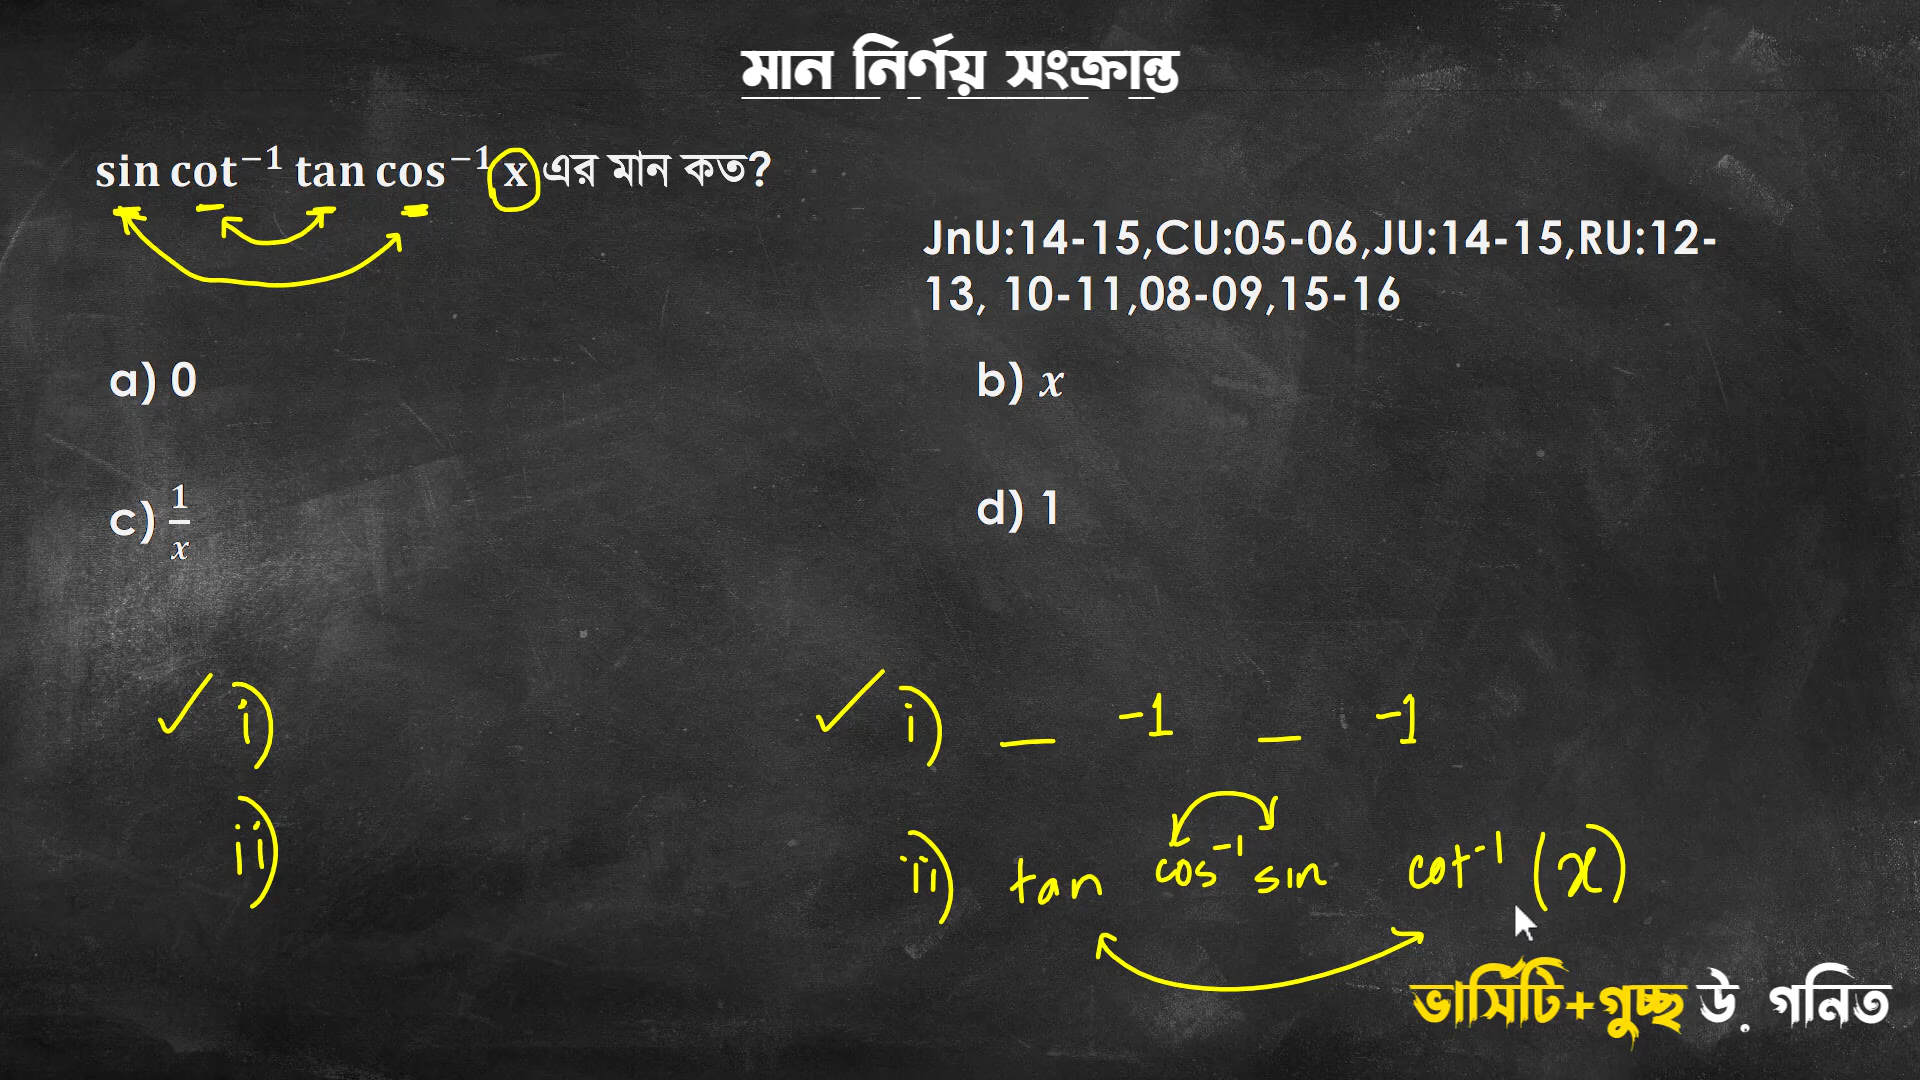 মান নির্ণয় সংক্রান্ত
sin cot⁻¹ tan cos⁻¹ x এর মান কত?
JnU:14-15,CU:05-06,JU:14-15,RU:12-
13, 10-11,08-09,15-16
a) 0
b) x
c) 1/x
d) 1
✓ i)
✓ i) _ -1 _ -1
ii)
ii) tan cos⁻¹ sin cot⁻¹ (x)
ভার্সিটি+গুচ্ছ উ. গনিত